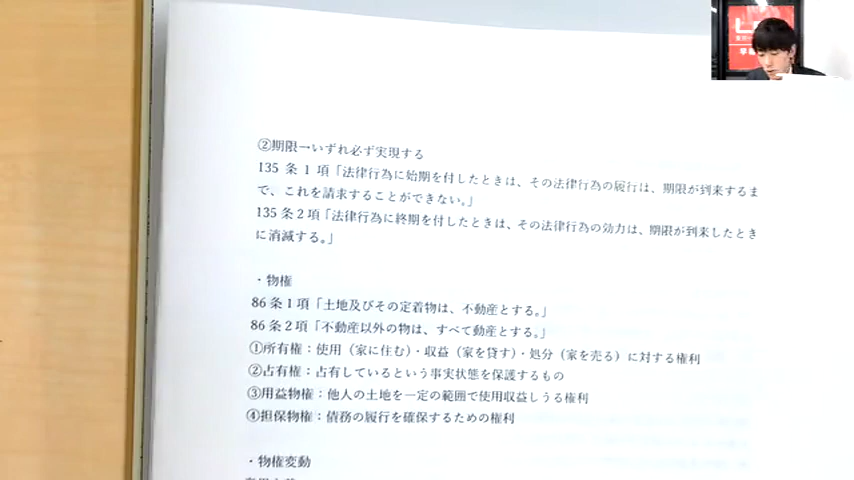 ②期限→いずれ必ず実現する
135 条 1 項「法律行為に始期を付したときは、その法律行為の履行は、期限が到来するま
で、これを請求することができない。」
135 条 2 項「法律行為に終期を付したときは、その法律行為の効力は、期限が到来したとき
に消滅する。」
・物権
86 条 1 項「土地及びその定着物は、不動産とする。」
86 条 2 項「不動産以外の物は、すべて動産とする。」
①所有権：使用（家に住む）・収益（家を貸す）・処分（家を売る）に対する権利
②占有権：占有しているという事実状態を保護するもの
③用益物権：他人の土地を一定の範囲で使用収益しうる権利
④担保物権：債務の履行を確保するための権利
・物権変動